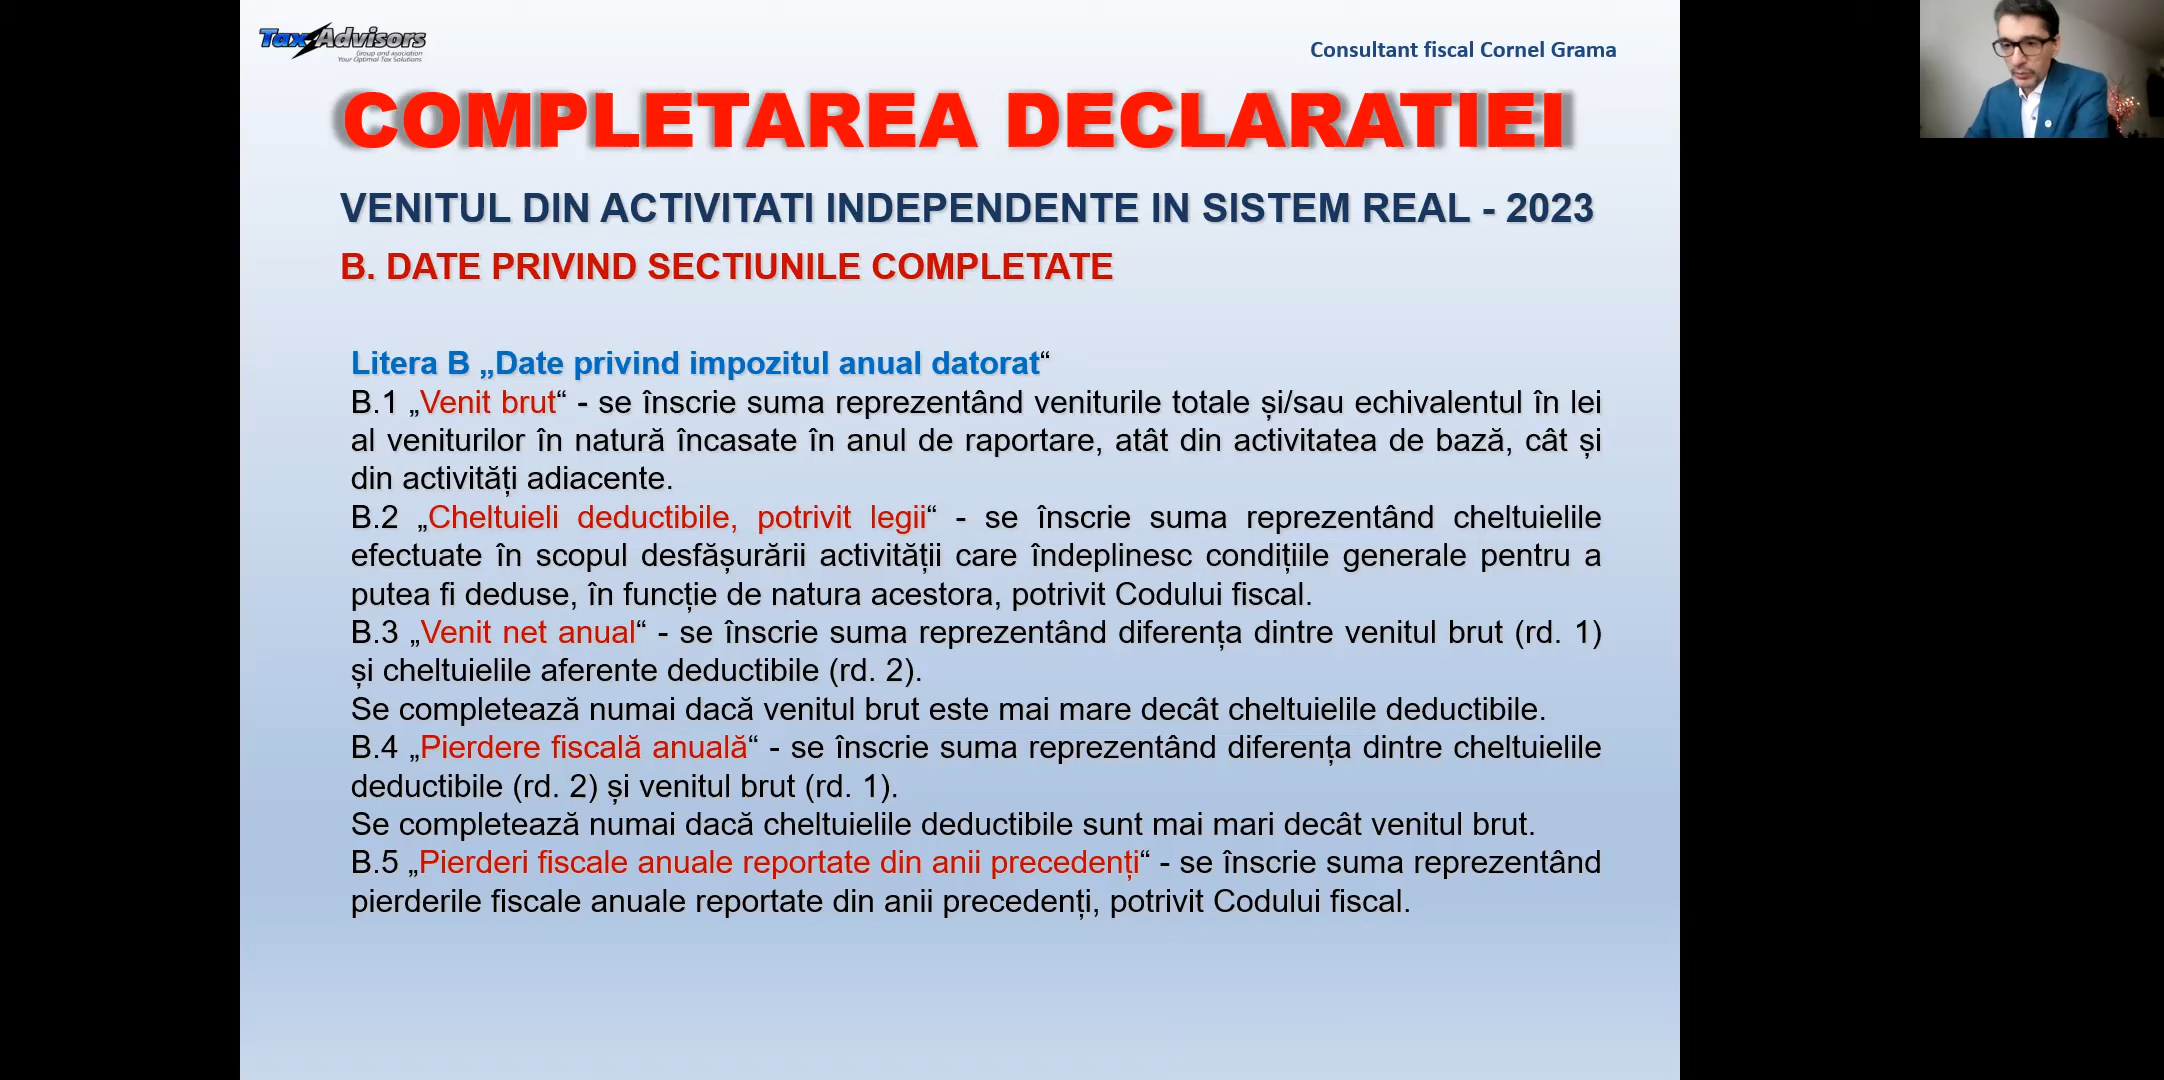 Tax Advisors
Group and Asociation
Your Optimal Tax Solutions
Consultant fiscal Cornel Grama
COMPLETAREA DECLARATIEI
VENITUL DIN ACTIVITATI INDEPENDENTE IN SISTEM REAL - 2023
B. DATE PRIVIND SECTIUNILE COMPLETATE
Litera B „Date privind impozitul anual datorat“
B.1 „Venit brut“ - se înscrie suma reprezentând veniturile totale și/sau echivalentul în lei
al veniturilor în natură încasate în anul de raportare, atât din activitatea de bază, cât și
din activități adiacente.
B.2 „Cheltuieli deductibile, potrivit legii“ - se înscrie suma reprezentând cheltuielile
efectuate în scopul desfășurării activității care îndeplinesc condițiile generale pentru a
putea fi deduse, în funcție de natura acestora, potrivit Codului fiscal.
B.3 „Venit net anual“ - se înscrie suma reprezentând diferența dintre venitul brut (rd. 1)
și cheltuielile aferente deductibile (rd. 2).
Se completează numai dacă venitul brut este mai mare decât cheltuielile deductibile.
B.4 „Pierdere fiscală anuală“ - se înscrie suma reprezentând diferența dintre cheltuielile
deductibile (rd. 2) și venitul brut (rd. 1).
Se completează numai dacă cheltuielile deductibile sunt mai mari decât venitul brut.
B.5 „Pierderi fiscale anuale reportate din anii precedenți“ - se înscrie suma reprezentând
pierderile fiscale anuale reportate din anii precedenți, potrivit Codului fiscal.